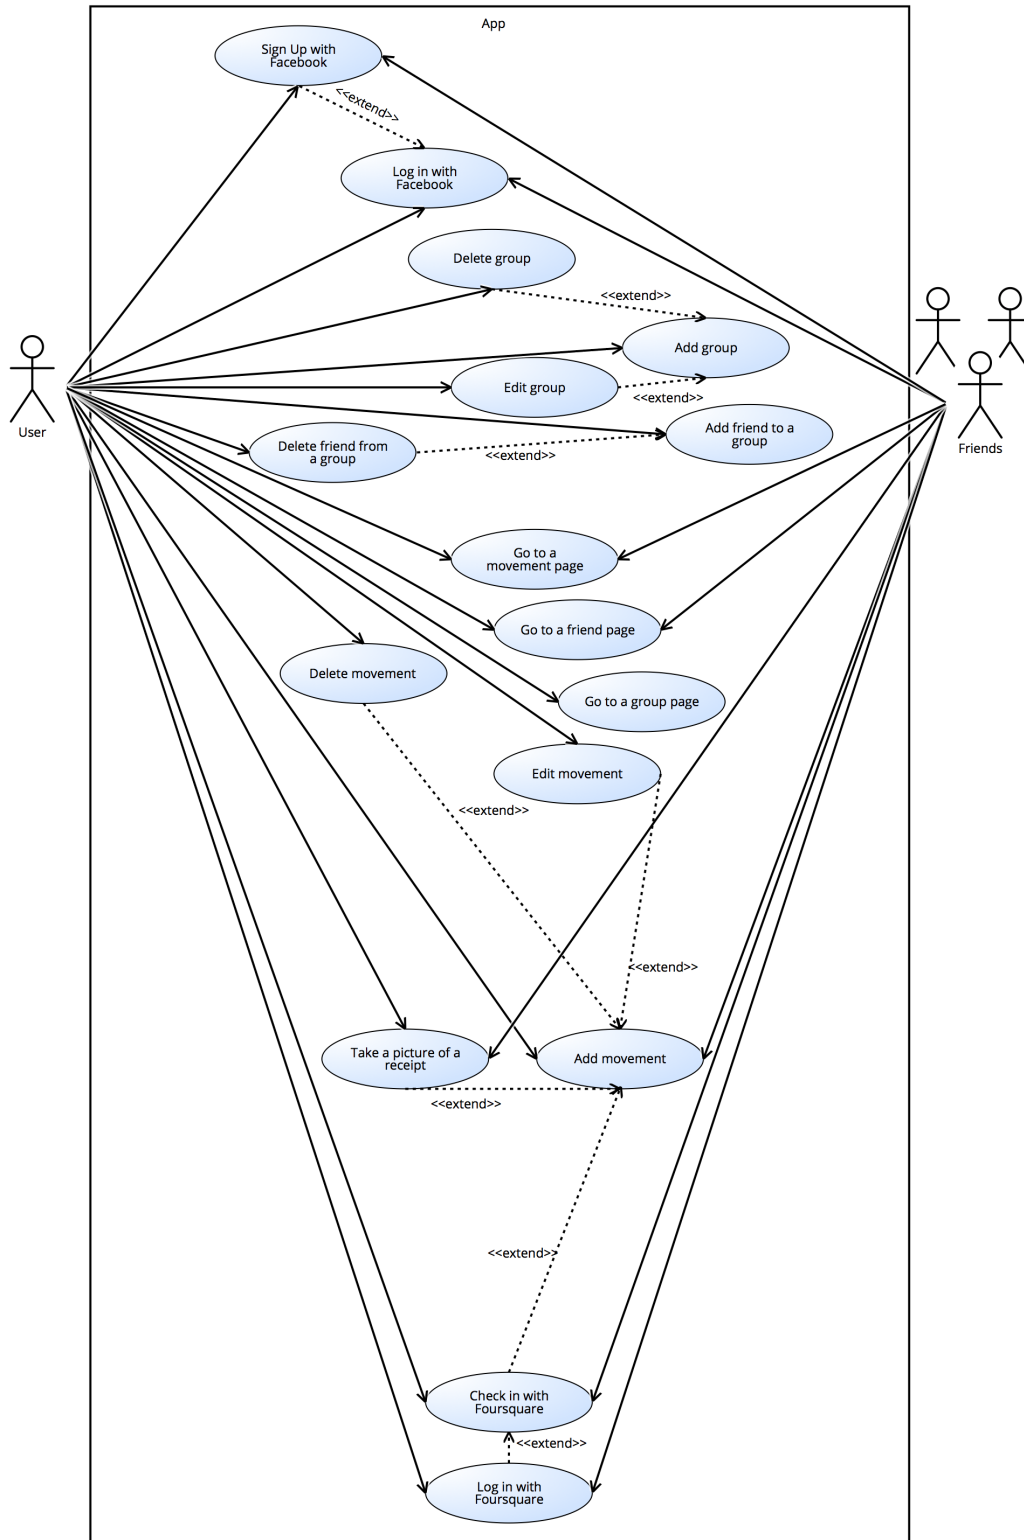 App
Sign Up with
Facebook
<<extend>>
Log in with
Facebook
Delete group
<<extend>>
Add group
Edit group
<<extend>>
User
Add friend to a
group
Delete friend from
a group
<<extend>>
Friends
Go to a
movement page
Go to a friend page
Delete movement
Go to a group page
Edit movement
<<extend>>
<<extend>>
Take a picture of a
receipt
Add movement
<<extend>>
<<extend>>
Check in with
Foursquare
<<extend>>
Log in with
Foursquare